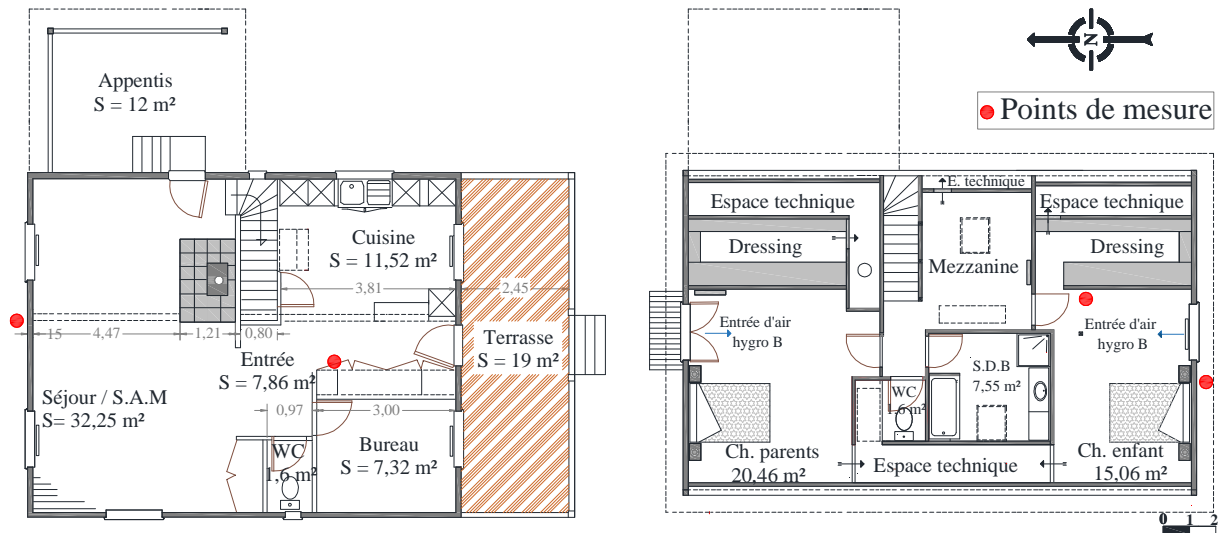 Appentis
S = 12 m²
Cuisine
S = 11,52 m²
3,81
2,45
15
4,47
1,21
0,80
Entrée
S = 7,86 m²
Terrasse
S = 19 m²
Séjour / S.A.M
S= 32,25 m²
0,97
3,00
WC
1,6 m²
Bureau
S = 7,32 m²
N
Points de mesure
E. technique
Espace technique
Espace technique
Dressing
Dressing
Mezzanine
Entrée d'air
hygro B
Entrée d'air
hygro B
S.D.B
7,55 m²
WC
1,6 m²
Ch. parents
20,46 m²
Espace technique
Ch. enfant
15,06 m²
0 1 2